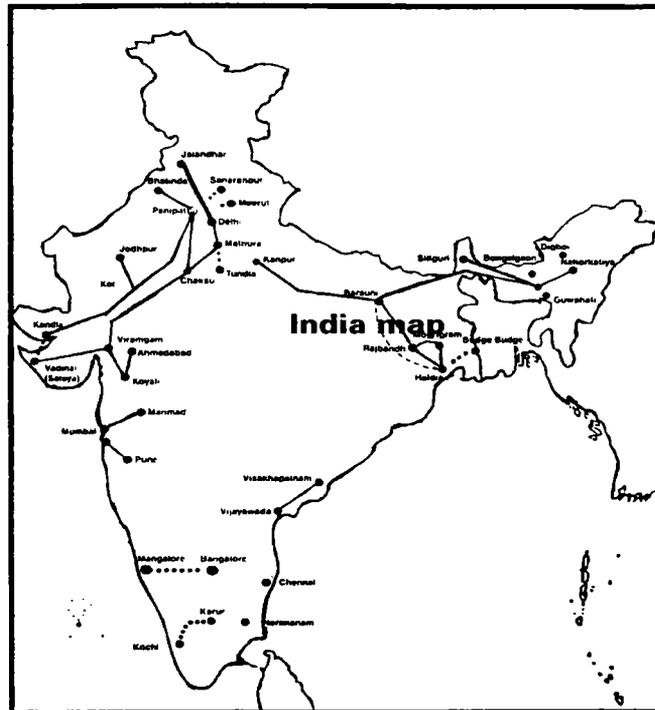 Jalandhar
Bhatinda
Saharanpur
Meerut
Panipat
Delhi
Mathura
Jodhpur
Kot
Chaksu
Tundla
Kanpur
Siliguri
Bongaigaon
Digboi
Guwahati
Barauni
Kandla
India map
Rajbandh
Budge Budge
Haldia
Viramgam
Ahmedabad
Vadinar
(Salaya)
Koyali
Manmad
Mumbai
Pune
Visakhapatnam
Vijayawada
Mangalore
Bangalore
Chennai
Karur
Kochi